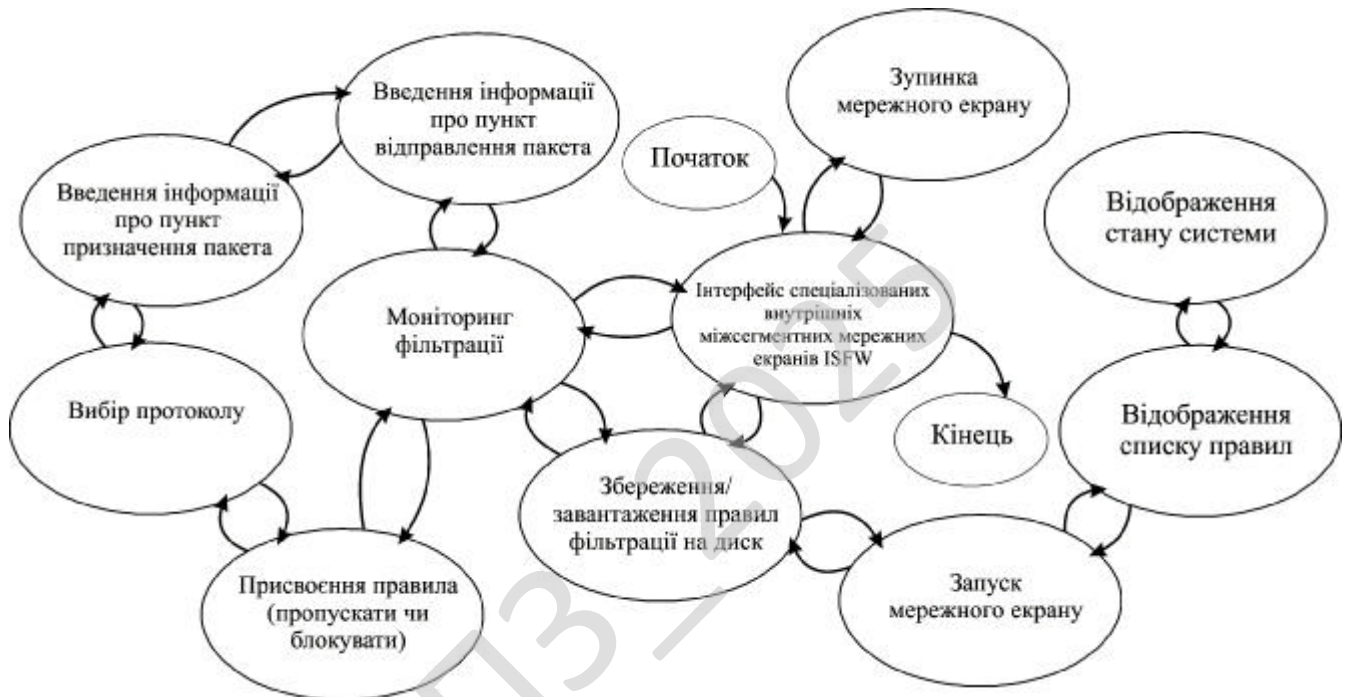 Введення інформації
про пункт
відправлення пакета
Зупинка
мережного екрану
Початок
Введення інформації
про пункт
призначення пакета
Відображення
стану системи
Моніторинг
фільтрації
Інтерфейс спеціалізованих
внутрішніх
міжсегментних мережних
екранів ISFW
Вибір протоколу
Кінець
Відображення
списку правил
Збереження/
завантаження правил
фільтрації на диск
Присвоєння правила
(пропускати чи
блокувати)
Запуск
мережного екрану
ПЗ_2025